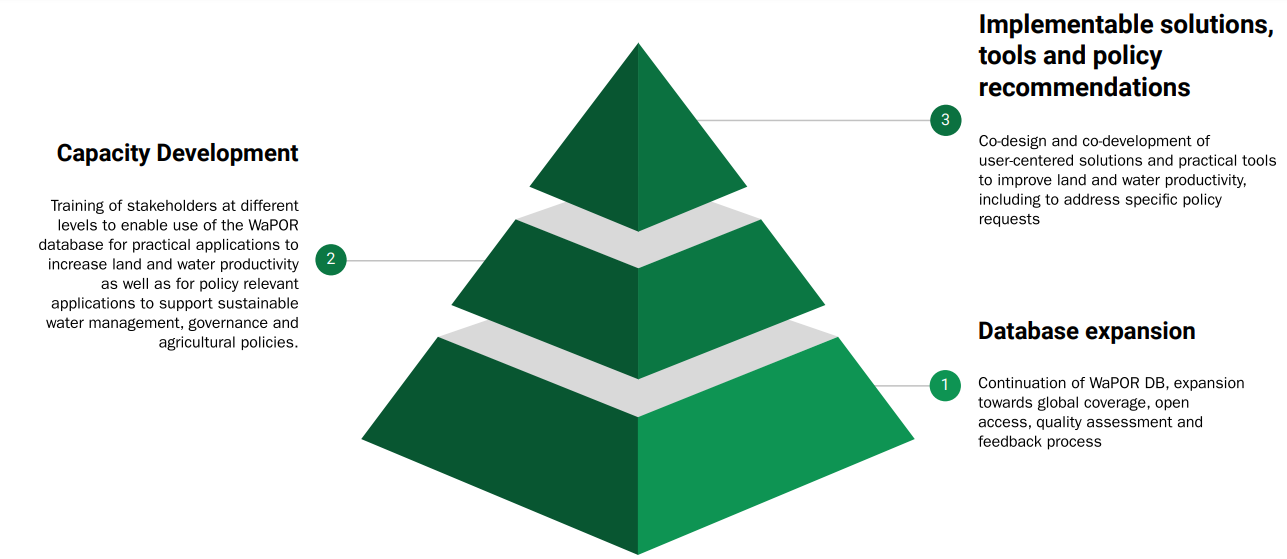 Implementable solutions,
tools and policy
recommendations
3
Co-design and co-development of
user-centered solutions and practical tools
to improve land and water productivity,
including to address specific policy
requests
Capacity Development
Training of stakeholders at different
levels to enable use of the WaPOR
database for practical applications to
increase land and water productivity
as well as for policy relevant
applications to support sustainable
water management, governance and
agricultural policies.
2
Database expansion
1
Continuation of WaPOR DB, expansion
towards global coverage, open
access, quality assessment and
feedback process